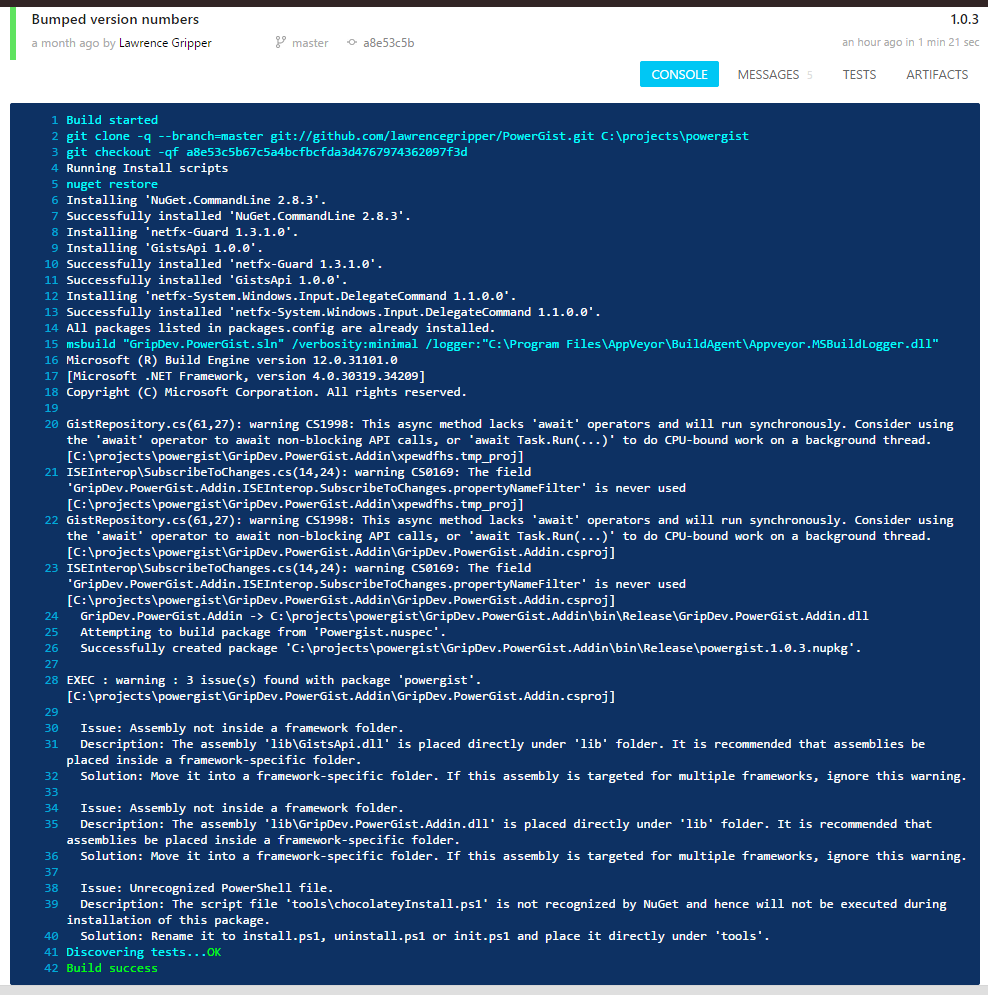 Bumped version numbers
1.0.3
a month ago by Lawrence Gripper
master
a8e53c5b
an hour ago in 1 min 21 sec
CONSOLE
MESSAGES 5
TESTS
ARTIFACTS
1 Build started
2 git clone -q --branch=master git://github.com/lawrencegripper/PowerGist.git C:\projects\powergist
3 git checkout -qf a8e53c5b67c5a4bcfbcfda3d4767974362097f3d
4 Running Install scripts
5 nuget restore
6 Installing 'NuGet.CommandLine 2.8.3'.
7 Successfully installed 'NuGet.CommandLine 2.8.3'.
8 Installing 'netfx-Guard 1.3.1.0'.
9 Installing 'GistsApi 1.0.0'.
10 Successfully installed 'netfx-Guard 1.3.1.0'.
11 Successfully installed 'GistsApi 1.0.0'.
12 Installing 'netfx-System.Windows.Input.DelegateCommand 1.1.0.0'.
13 Successfully installed 'netfx-System.Windows.Input.DelegateCommand 1.1.0.0'.
14 All packages listed in packages.config are already installed.
15 msbuild "GripDev.PowerGist.sln" /verbosity:minimal /logger:"C:\Program Files\AppVeyor\BuildAgent\Appveyor.MSBuildLogger.dll"
16 Microsoft (R) Build Engine version 12.0.31101.0
17 [Microsoft .NET Framework, version 4.0.30319.34209]
18 Copyright (C) Microsoft Corporation. All rights reserved.
19
20 GistRepository.cs(61,27): warning CS1998: This async method lacks 'await' operators and will run synchronously. Consider using
the 'await' operator to await non-blocking API calls, or 'await Task.Run(...)' to do CPU-bound work on a background thread.
[C:\projects\powergist\GripDev.PowerGist.Addin\xpewdfhs.tmp_proj]
21 ISEInterop\SubscribeToChanges.cs(14,24): warning CS0169: The field
'GripDev.PowerGist.Addin.ISEInterop.SubscribeToChanges.propertyNameFilter' is never used
[C:\projects\powergist\GripDev.PowerGist.Addin\xpewdfhs.tmp_proj]
22 GistRepository.cs(61,27): warning CS1998: This async method lacks 'await' operators and will run synchronously. Consider using
the 'await' operator to await non-blocking API calls, or 'await Task.Run(...)' to do CPU-bound work on a background thread.
[C:\projects\powergist\GripDev.PowerGist.Addin\GripDev.PowerGist.Addin.csproj]
23 ISEInterop\SubscribeToChanges.cs(14,24): warning CS0169: The field
'GripDev.PowerGist.Addin.ISEInterop.SubscribeToChanges.propertyNameFilter' is never used
[C:\projects\powergist\GripDev.PowerGist.Addin\GripDev.PowerGist.Addin.csproj]
24 GripDev.PowerGist.Addin -> C:\projects\powergist\GripDev.PowerGist.Addin\bin\Release\GripDev.PowerGist.Addin.dll
25 Attempting to build package from 'Powergist.nuspec'.
26 Successfully created package 'C:\projects\powergist\GripDev.PowerGist.Addin\bin\Release\powergist.1.0.3.nupkg'.
27
28 EXEC : warning : 3 issue(s) found with package 'powergist'.
[C:\projects\powergist\GripDev.PowerGist.Addin\GripDev.PowerGist.Addin.csproj]
29
30 Issue: Assembly not inside a framework folder.
31 Description: The assembly 'lib\GistsApi.dll' is placed directly under 'lib' folder. It is recommended that assemblies be
placed inside a framework-specific folder.
32 Solution: Move it into a framework-specific folder. If this assembly is targeted for multiple frameworks, ignore this warning.
33
34 Issue: Assembly not inside a framework folder.
35 Description: The assembly 'lib\GripDev.PowerGist.Addin.dll' is placed directly under 'lib' folder. It is recommended that
assemblies be placed inside a framework-specific folder.
36 Solution: Move it into a framework-specific folder. If this assembly is targeted for multiple frameworks, ignore this warning.
37
38 Issue: Unrecognized PowerShell file.
39 Description: The script file 'tools\chocolateyInstall.ps1' is not recognized by NuGet and hence will not be executed during
installation of this package.
40 Solution: Rename it to install.ps1, uninstall.ps1 or init.ps1 and place it directly under 'tools'.
41 Discovering tests...OK
42 Build success